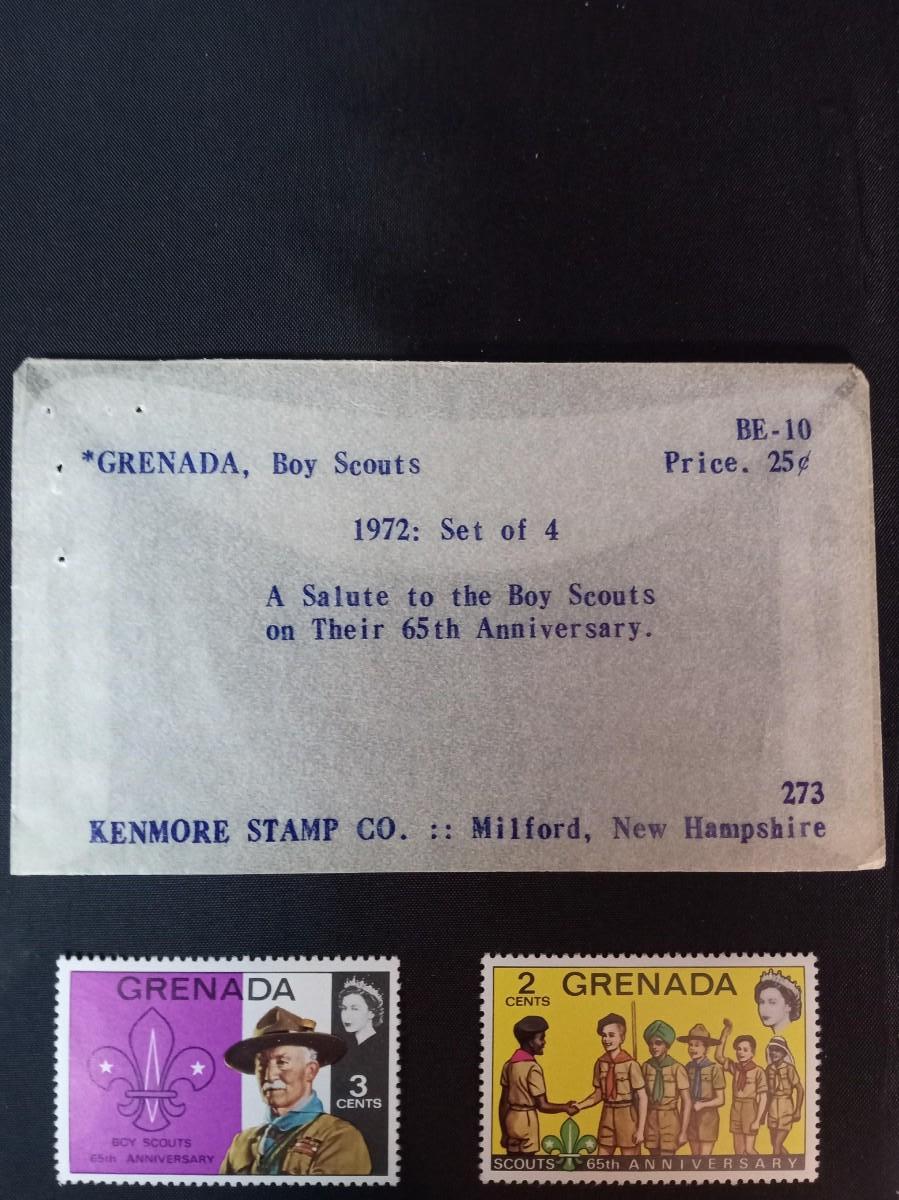 BE-10
*GRENADA, Boy Scouts
Price. 25¢
1972: Set of 4
A Salute to the Boy Scouts
on Their 65th Anniversary.
273
KENMORE STAMP CO. :: Milford, New Hampshire
GRENADA
3
CENTS
BOY SCOUTS
65th ANNIVERSARY
2
CENTS
GRENADA
SCOUTS 65th ANNIVERSARY